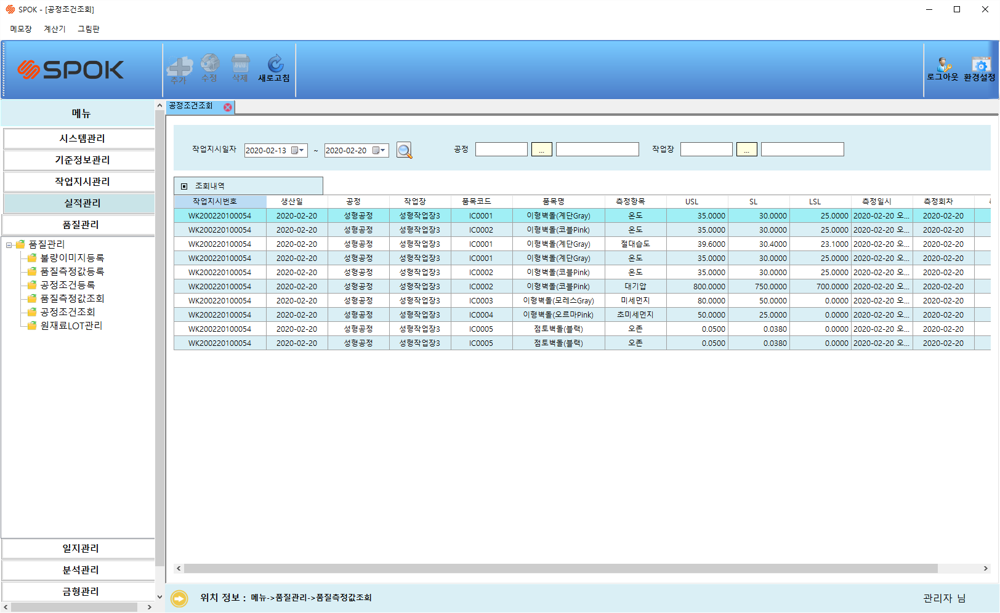 SPOK - [공정조건조회]
메모장 계산기 그림판
SPOK
추가 수정 삭제 새로고침 로그아웃 환경설정
메뉴
시스템관리
기준정보관리
작업지시관리
실적관리
품질관리
품질관리
불량이미지등록
품질측정값등록
공정조건등록
품질측정값조회
공정조건조회
원재료LOT관리
일지관리
분석관리
금형관리
공정조건조회
작업지시일자 2020-02-13 ~ 2020-02-20 공정 ... 작업장 ...
조회내역
작업지시번호 생산일 공정 작업장 품목코드 품목명 측정항목 USL SL LSL 측정일시 측정회차
WK200220100054 2020-02-20 성형공정 성형작업장3 IC0001 이형벽돌(계단Gray) 온도 35.0000 30.0000 25.0000 2020-02-20 오... 2020-02-20
WK200220100054 2020-02-20 성형공정 성형작업장3 IC0002 이형벽돌(코블Pink) 온도 35.0000 30.0000 25.0000 2020-02-20 오... 2020-02-20
WK200220100054 2020-02-20 성형공정 성형작업장3 IC0001 이형벽돌(계단Gray) 절대습도 39.6000 30.4000 23.1000 2020-02-20 오... 2020-02-20
WK200220100054 2020-02-20 성형공정 성형작업장3 IC0001 이형벽돌(계단Gray) 온도 35.0000 30.0000 25.0000 2020-02-20 오... 2020-02-20
WK200220100054 2020-02-20 성형공정 성형작업장3 IC0002 이형벽돌(코블Pink) 온도 35.0000 30.0000 25.0000 2020-02-20 오... 2020-02-20
WK200220100054 2020-02-20 성형공정 성형작업장3 IC0002 이형벽돌(코블Pink) 대기압 800.0000 750.0000 700.0000 2020-02-20 오... 2020-02-20
WK200220100054 2020-02-20 성형공정 성형작업장3 IC0003 이형벽돌(모레스Gray) 미세먼지 80.0000 50.0000 0.0000 2020-02-20 오... 2020-02-20
WK200220100054 2020-02-20 성형공정 성형작업장3 IC0004 이형벽돌(오르마Pink) 초미세먼지 50.0000 25.0000 0.0000 2020-02-20 오... 2020-02-20
WK200220100054 2020-02-20 성형공정 성형작업장3 IC0005 점토벽돌(블랙) 오존 0.0500 0.0380 0.0000 2020-02-20 오... 2020-02-20
WK200220100054 2020-02-20 성형공정 성형작업장3 IC0005 점토벽돌(블랙) 오존 0.0500 0.0380 0.0000 2020-02-20 오... 2020-02-20
위치 정보 : 메뉴->품질관리->품질측정값조회
관리자 님